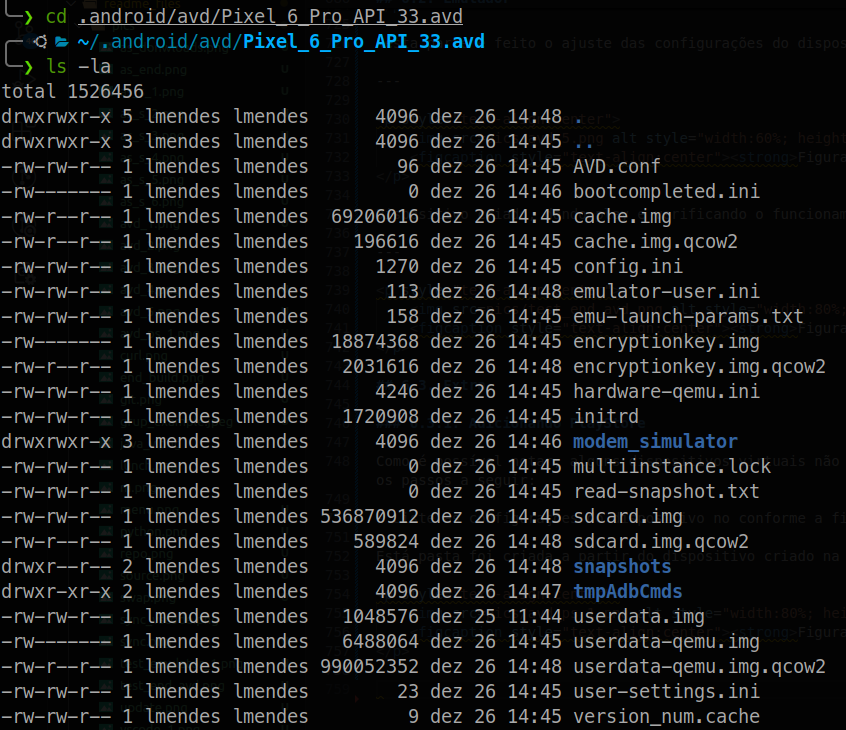 ❯ cd .android/avd/Pixel_6_Pro_API_33.avd
~/.android/avd/Pixel_6_Pro_API_33.avd
❯ ls -la
total 1526456
drwxrwxr-x 5 lmendes lmendes      4096 dez 26 14:48 .
drwxrwxr-x 3 lmendes lmendes      4096 dez 26 14:45 ..
-rw-rw-r-- 1 lmendes lmendes        96 dez 26 14:45 AVD.conf
-rw------- 1 lmendes lmendes         0 dez 26 14:46 bootcompleted.ini
-rw-rw-r-- 1 lmendes lmendes  69206016 dez 26 14:45 cache.img
-rw-r--r-- 1 lmendes lmendes    196616 dez 26 14:45 cache.img.qcow2
-rw-rw-r-- 1 lmendes lmendes      1270 dez 26 14:45 config.ini
-rw-rw-r-- 1 lmendes lmendes       113 dez 26 14:48 emulator-user.ini
-rw-rw-r-- 1 lmendes lmendes       158 dez 26 14:45 emu-launch-params.txt
-rw------- 1 lmendes lmendes  18874368 dez 26 14:45 encryptionkey.img
-rw-r--r-- 1 lmendes lmendes   2031616 dez 26 14:48 encryptionkey.img.qcow2
-rw-rw-r-- 1 lmendes lmendes      4246 dez 26 14:45 hardware-qemu.ini
-rw-rw-r-- 1 lmendes lmendes   1720908 dez 26 14:45 initrd
drwxrwxr-x 3 lmendes lmendes      4096 dez 26 14:46 modem_simulator
-rw-rw-r-- 1 lmendes lmendes         0 dez 26 14:45 multiinstance.lock
-rw-rw-r-- 1 lmendes lmendes         0 dez 26 14:45 read-snapshot.txt
-rw-rw-r-- 1 lmendes lmendes 536870912 dez 26 14:45 sdcard.img
-rw-r--r-- 1 lmendes lmendes    589824 dez 26 14:48 sdcard.img.qcow2
drwxr--r-- 2 lmendes lmendes      4096 dez 26 14:48 snapshots
drwxr-xr-x 2 lmendes lmendes      4096 dez 26 14:47 tmpAdbCmds
-rw-rw-r-- 1 lmendes lmendes   1048576 dez 25 11:44 userdata.img
-rw------- 1 lmendes lmendes   6488064 dez 26 14:45 userdata-qemu.img
-rw-r--r-- 1 lmendes lmendes 990052352 dez 26 14:48 userdata-qemu.img.qcow2
-rw-rw-r-- 1 lmendes lmendes        23 dez 26 14:45 user-settings.ini
-rw-rw-r-- 1 lmendes lmendes         9 dez 26 14:45 version_num.cache